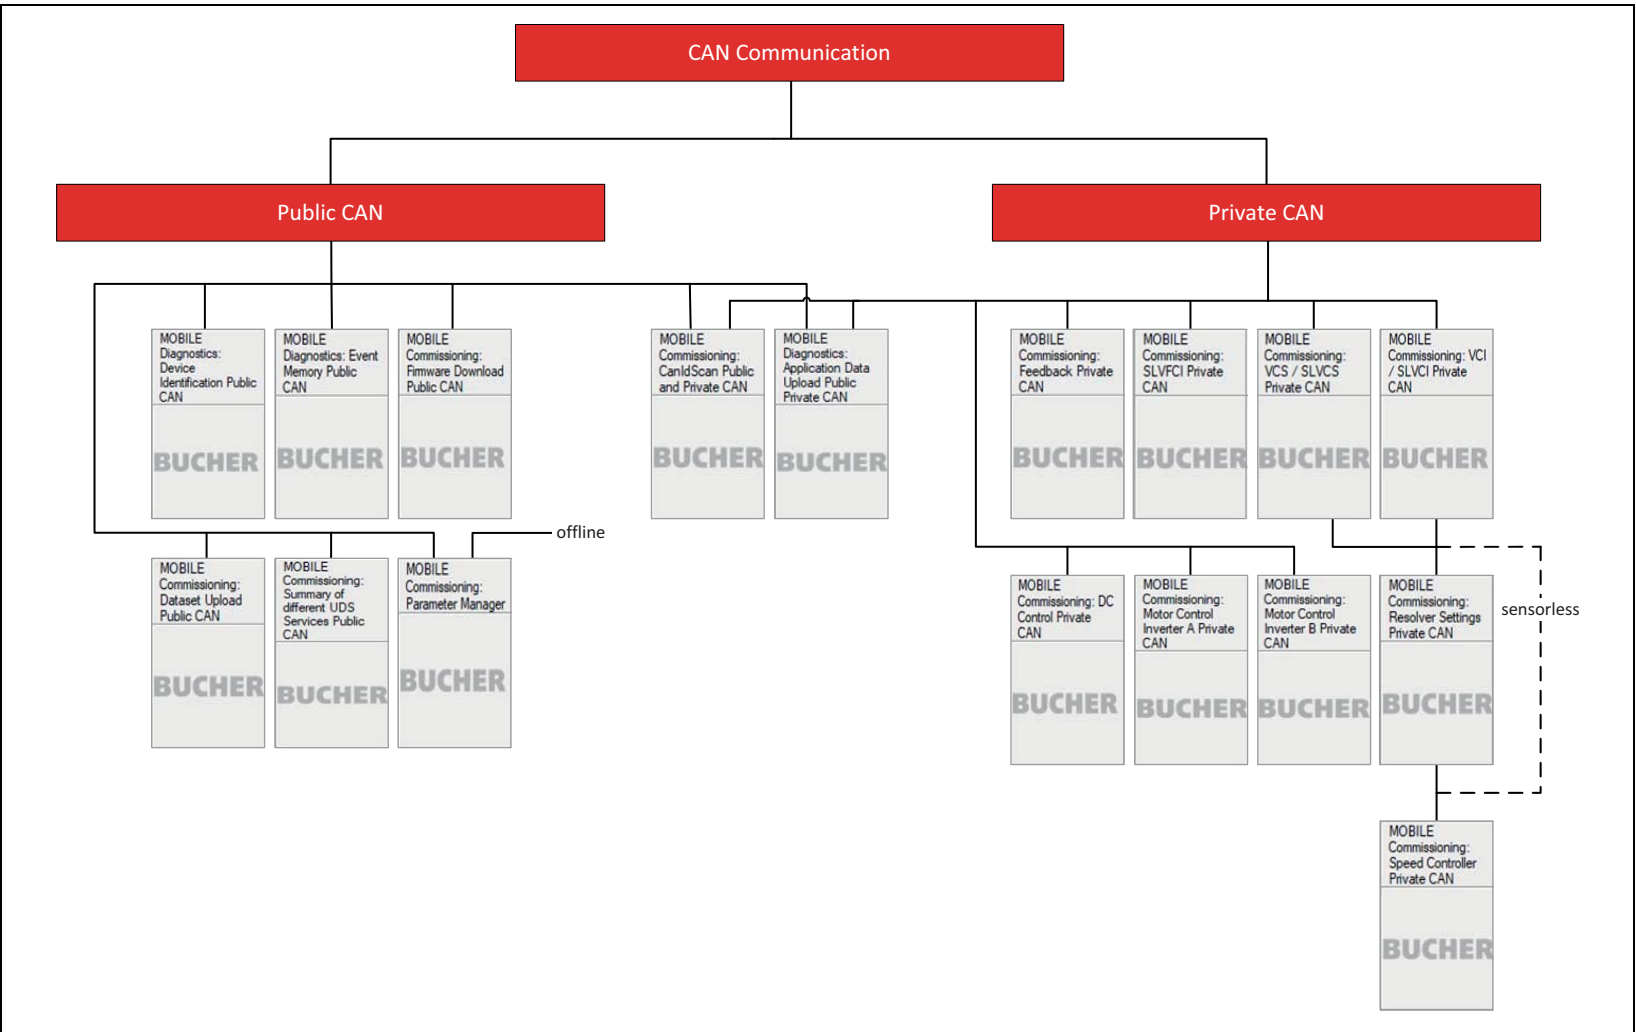 CAN Communication
Public CAN
Private CAN
MOBILE
Diagnostics:
Device
Identification Public
CAN
BUCHER
MOBILE
Diagnostics: Event
Memory Public
CAN
BUCHER
MOBILE
Commissioning:
Firmware Download
Public CAN
BUCHER
MOBILE
Commissioning:
CanIdScan Public
and Private CAN
BUCHER
MOBILE
Diagnostics:
Application Data
Upload Public
Private CAN
BUCHER
MOBILE
Commissioning:
Feedback Private
CAN
BUCHER
MOBILE
Commissioning:
SLVFCI Private
CAN
BUCHER
MOBILE
Commissioning:
VCS / SLVCS
Private CAN
BUCHER
MOBILE
Commissioning: VCI
/ SLVCI Private
CAN
BUCHER
offline
MOBILE
Commissioning:
Dataset Upload
Public CAN
BUCHER
MOBILE
Commissioning:
Summary of
different UDS
Services Public
CAN
BUCHER
MOBILE
Commissioning:
Parameter Manager
BUCHER
MOBILE
Commissioning: DC
Control Private
CAN
BUCHER
MOBILE
Commissioning:
Motor Control
Inverter A Private
CAN
BUCHER
MOBILE
Commissioning:
Motor Control
Inverter B Private
CAN
BUCHER
MOBILE
Commissioning:
Resolver Settings
Private CAN
BUCHER
sensorless
MOBILE
Commissioning:
Speed Controller
Private CAN
BUCHER